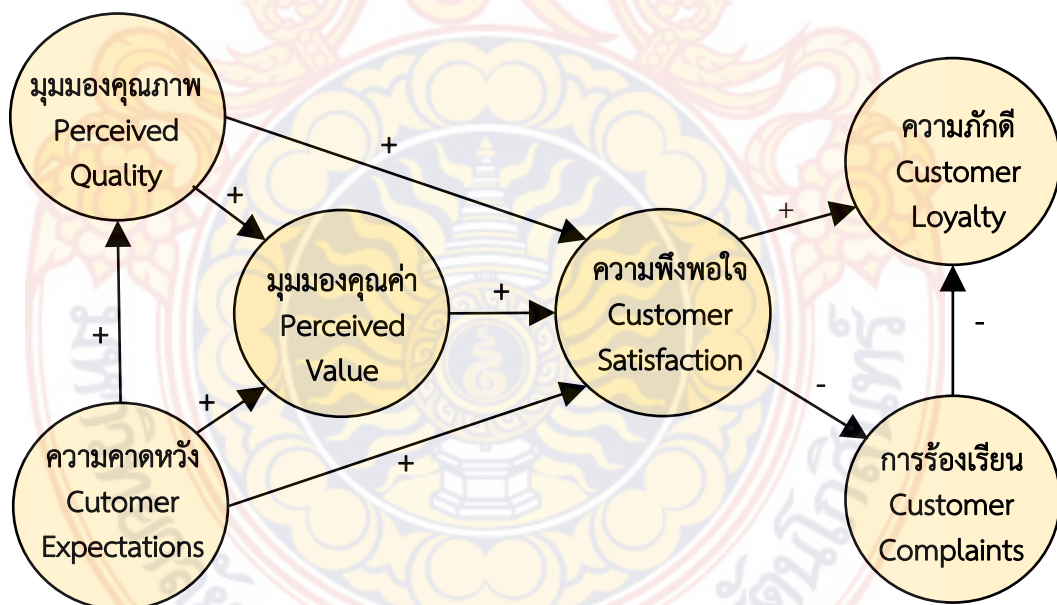 มุมมองคุณภาพ
Perceived
Quality
+
+
+
มุมมองคุณค่า
Perceived
Value
+
+
+
ความคาดหวัง
Cutomer
Expectations
+
ความพึงพอใจ
Customer
Satisfaction
+
-
ความภักดี
Customer
Loyalty
-
การร้องเรียน
Customer
Complaints